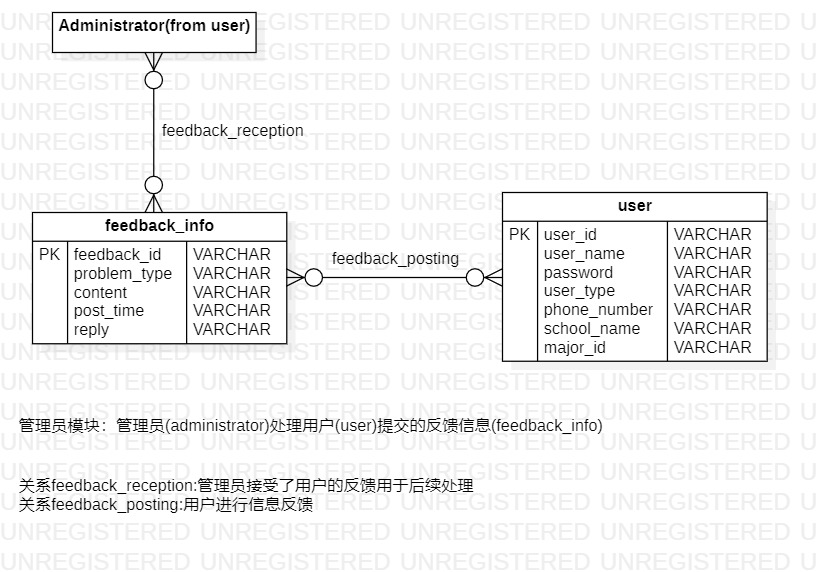 Administrator(from user)
feedback_reception
feedback_info
PK feedback_id VARCHAR
problem_type VARCHAR
content VARCHAR
post_time VARCHAR
reply VARCHAR
feedback_posting
user
PK user_id VARCHAR
user_name VARCHAR
password VARCHAR
user_type VARCHAR
phone_number VARCHAR
school_name VARCHAR
major_id VARCHAR
管理员模块：管理员(administrator)处理用户(user)提交的反馈信息(feedback_info)
关系feedback_reception:管理员接受了用户的反馈用于后续处理
关系feedback_posting:用户进行信息反馈
UNREGISTERED